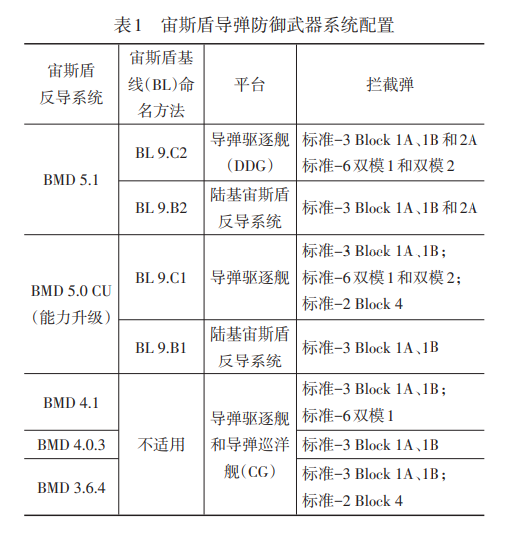 表1 宙斯盾导弹防御武器系统配置
宙斯盾
反导系统
宙斯盾基
线(BL)命
名方法
平台
拦截弹
BMD 5.1
BL 9.C2
导弹驱逐舰
(DDG)
标准-3 Block 1A、1B 和2A
标准-6双模1和双模2
BL 9.B2
陆基宙斯盾
反导系统
标准-3 Block 1A、1B 和2A
BMD 5.0 CU
(能力升级)
BL 9.C1
导弹驱逐舰
标准-3 Block 1A、1B;
标准-6双模1和双模2;
标准-2 Block 4
BL 9.B1
陆基宙斯盾
反导系统
标准-3 Block 1A、1B
BMD 4.1
不适用
导弹驱逐舰
和导弹巡洋
舰(CG)
标准-3 Block 1A、1B;
标准-6双模1
BMD 4.0.3
标准-3 Block 1A、1B
BMD 3.6.4
标准-3 Block 1A、1B;
标准-2 Block 4